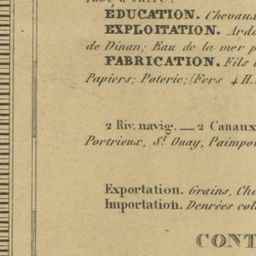 ÉDUCATION. Chevaux
EXPLOITATION. Ardo
de Dinan; Eau de la mer p
FABRICATION. Fils
Papiers; Poterie; (Fers 4 H.
2 Riv. navig. — 2 Canaux
Portrieux, St. Quay, Paimpo
Exportation. Grains, Che
Importation. Denrées col
CONT